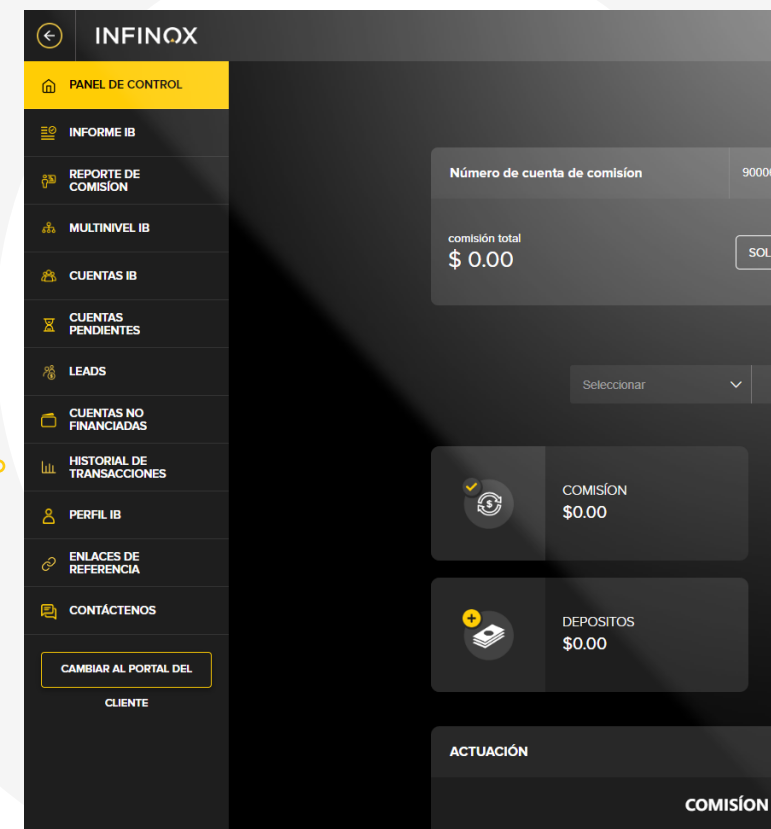 INFINOX
PANEL DE CONTROL
INFORME IB
REPORTE DE
COMISÍON
MULTINIVEL IB
CUENTAS IB
CUENTAS
PENDIENTES
LEADS
CUENTAS NO
FINANCIADAS
HISTORIAL DE
TRANSACCIONES
PERFIL IB
ENLACES DE
REFERENCIA
CONTÁCTENOS
CAMBIAR AL PORTAL DEL
CLIENTE
Número de cuenta de comisíon
comisión total
$ 0.00
Seleccionar
COMISÍON
$0.00
DEPOSITOS
$0.00
ACTUACIÓN
COMISÍON